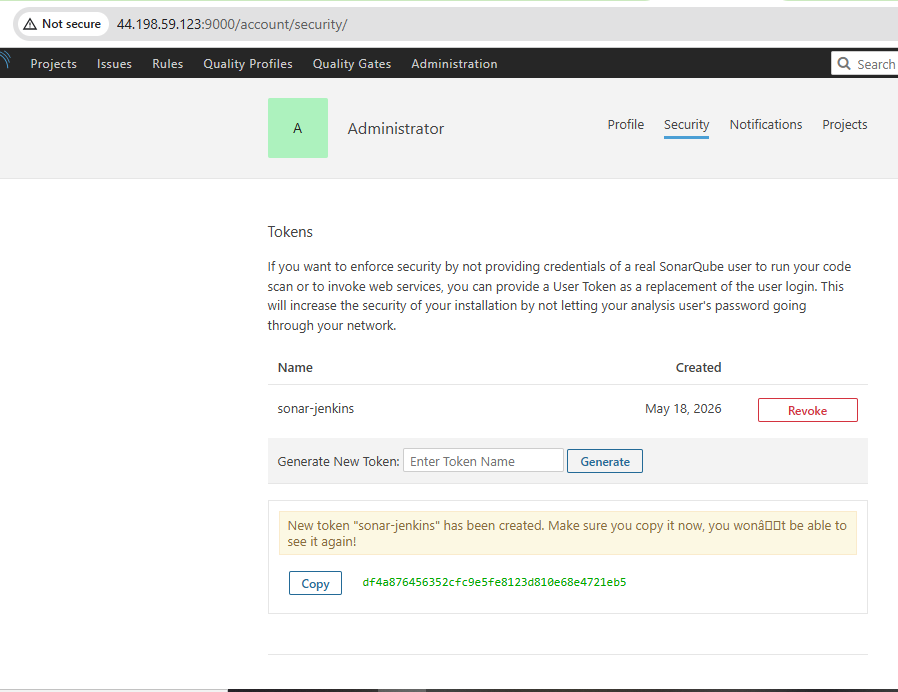 Not secure 44.198.59.123:9000/account/security/
Projects Issues Rules Quality Profiles Quality Gates Administration Search
A Administrator Profile Security Notifications Projects
Tokens
If you want to enforce security by not providing credentials of a real SonarQube user to run your code
scan or to invoke web services, you can provide a User Token as a replacement of the user login. This
will increase the security of your installation by not letting your analysis user's password going
through your network.
Name Created
sonar-jenkins May 18, 2026 Revoke
Generate New Token: Enter Token Name Generate
New token "sonar-jenkins" has been created. Make sure you copy it now, you wonâ▯▯t be able to
see it again!
Copy df4a876456352cfc9e5fe8123d810e68e4721eb5